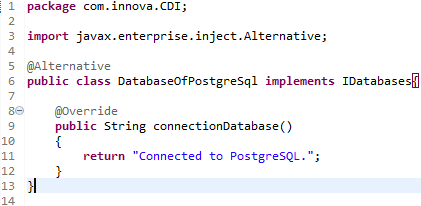 1 package com.innova.CDI;
2
3 import javax.enterprise.inject.Alternative;
4
5 @Alternative
6 public class DatabaseOfPostgreSql implements IDatabases{
7
8 @Override
9 public String connectionDatabase()
10 {
11 return "Connected to PostgreSQL.";
12 }
13 }
14